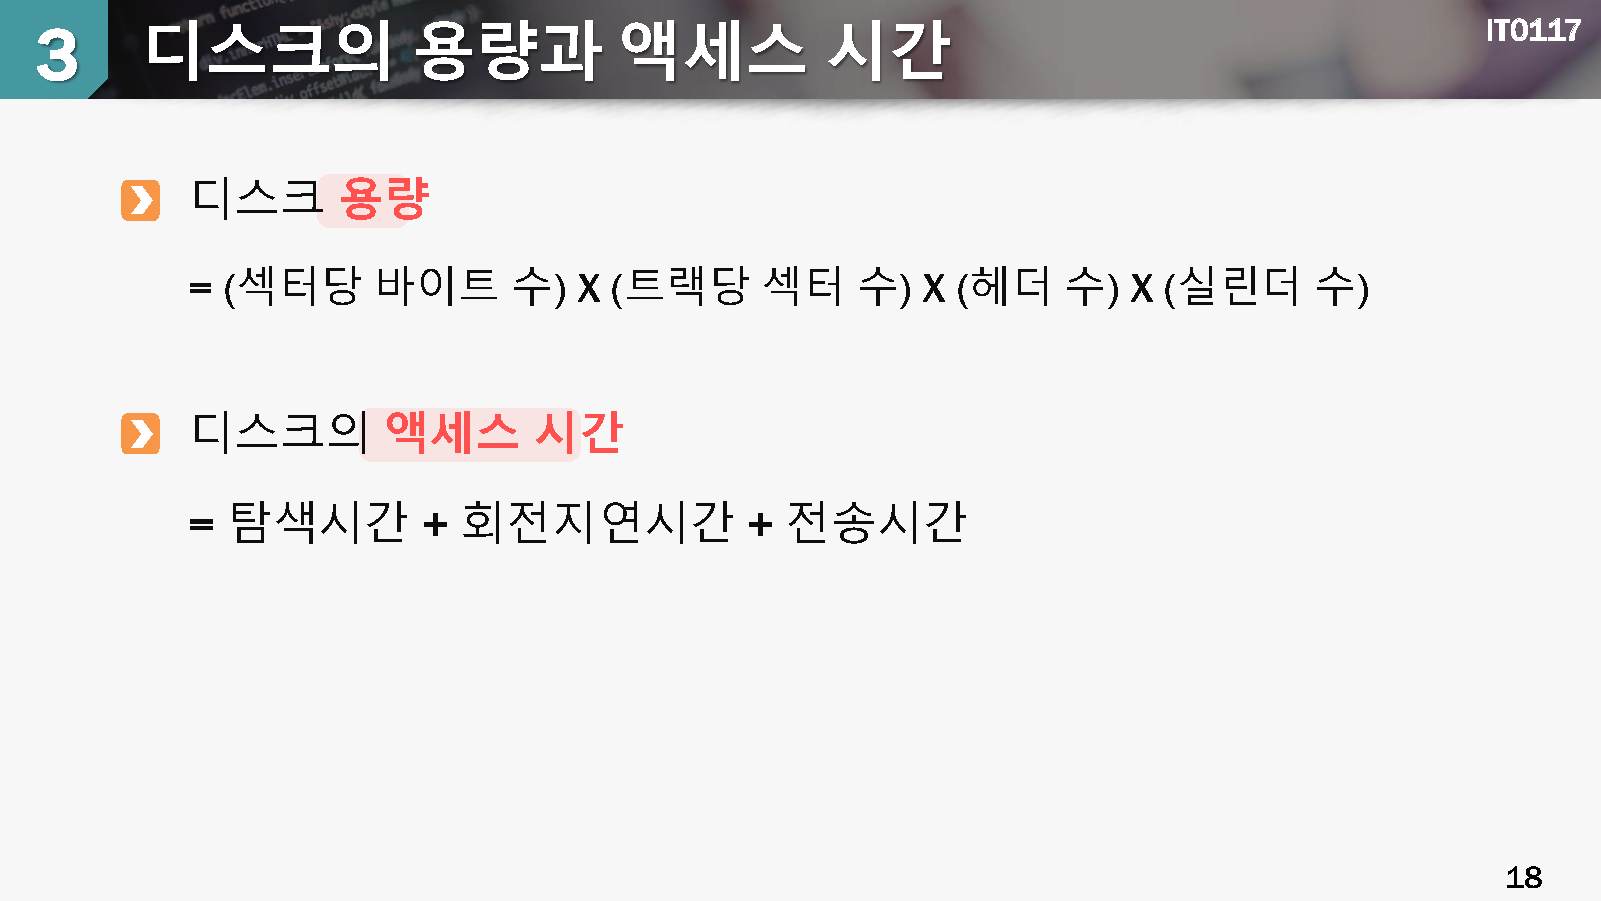 3
디스크의 용량과 액세스 시간
IT0117
디스크 용량
= (섹터당 바이트 수) X (트랙당 섹터 수) X (헤더 수) X (실린더 수)
디스크의 액세스 시간
= 탐색시간 + 회전지연시간 + 전송시간
18